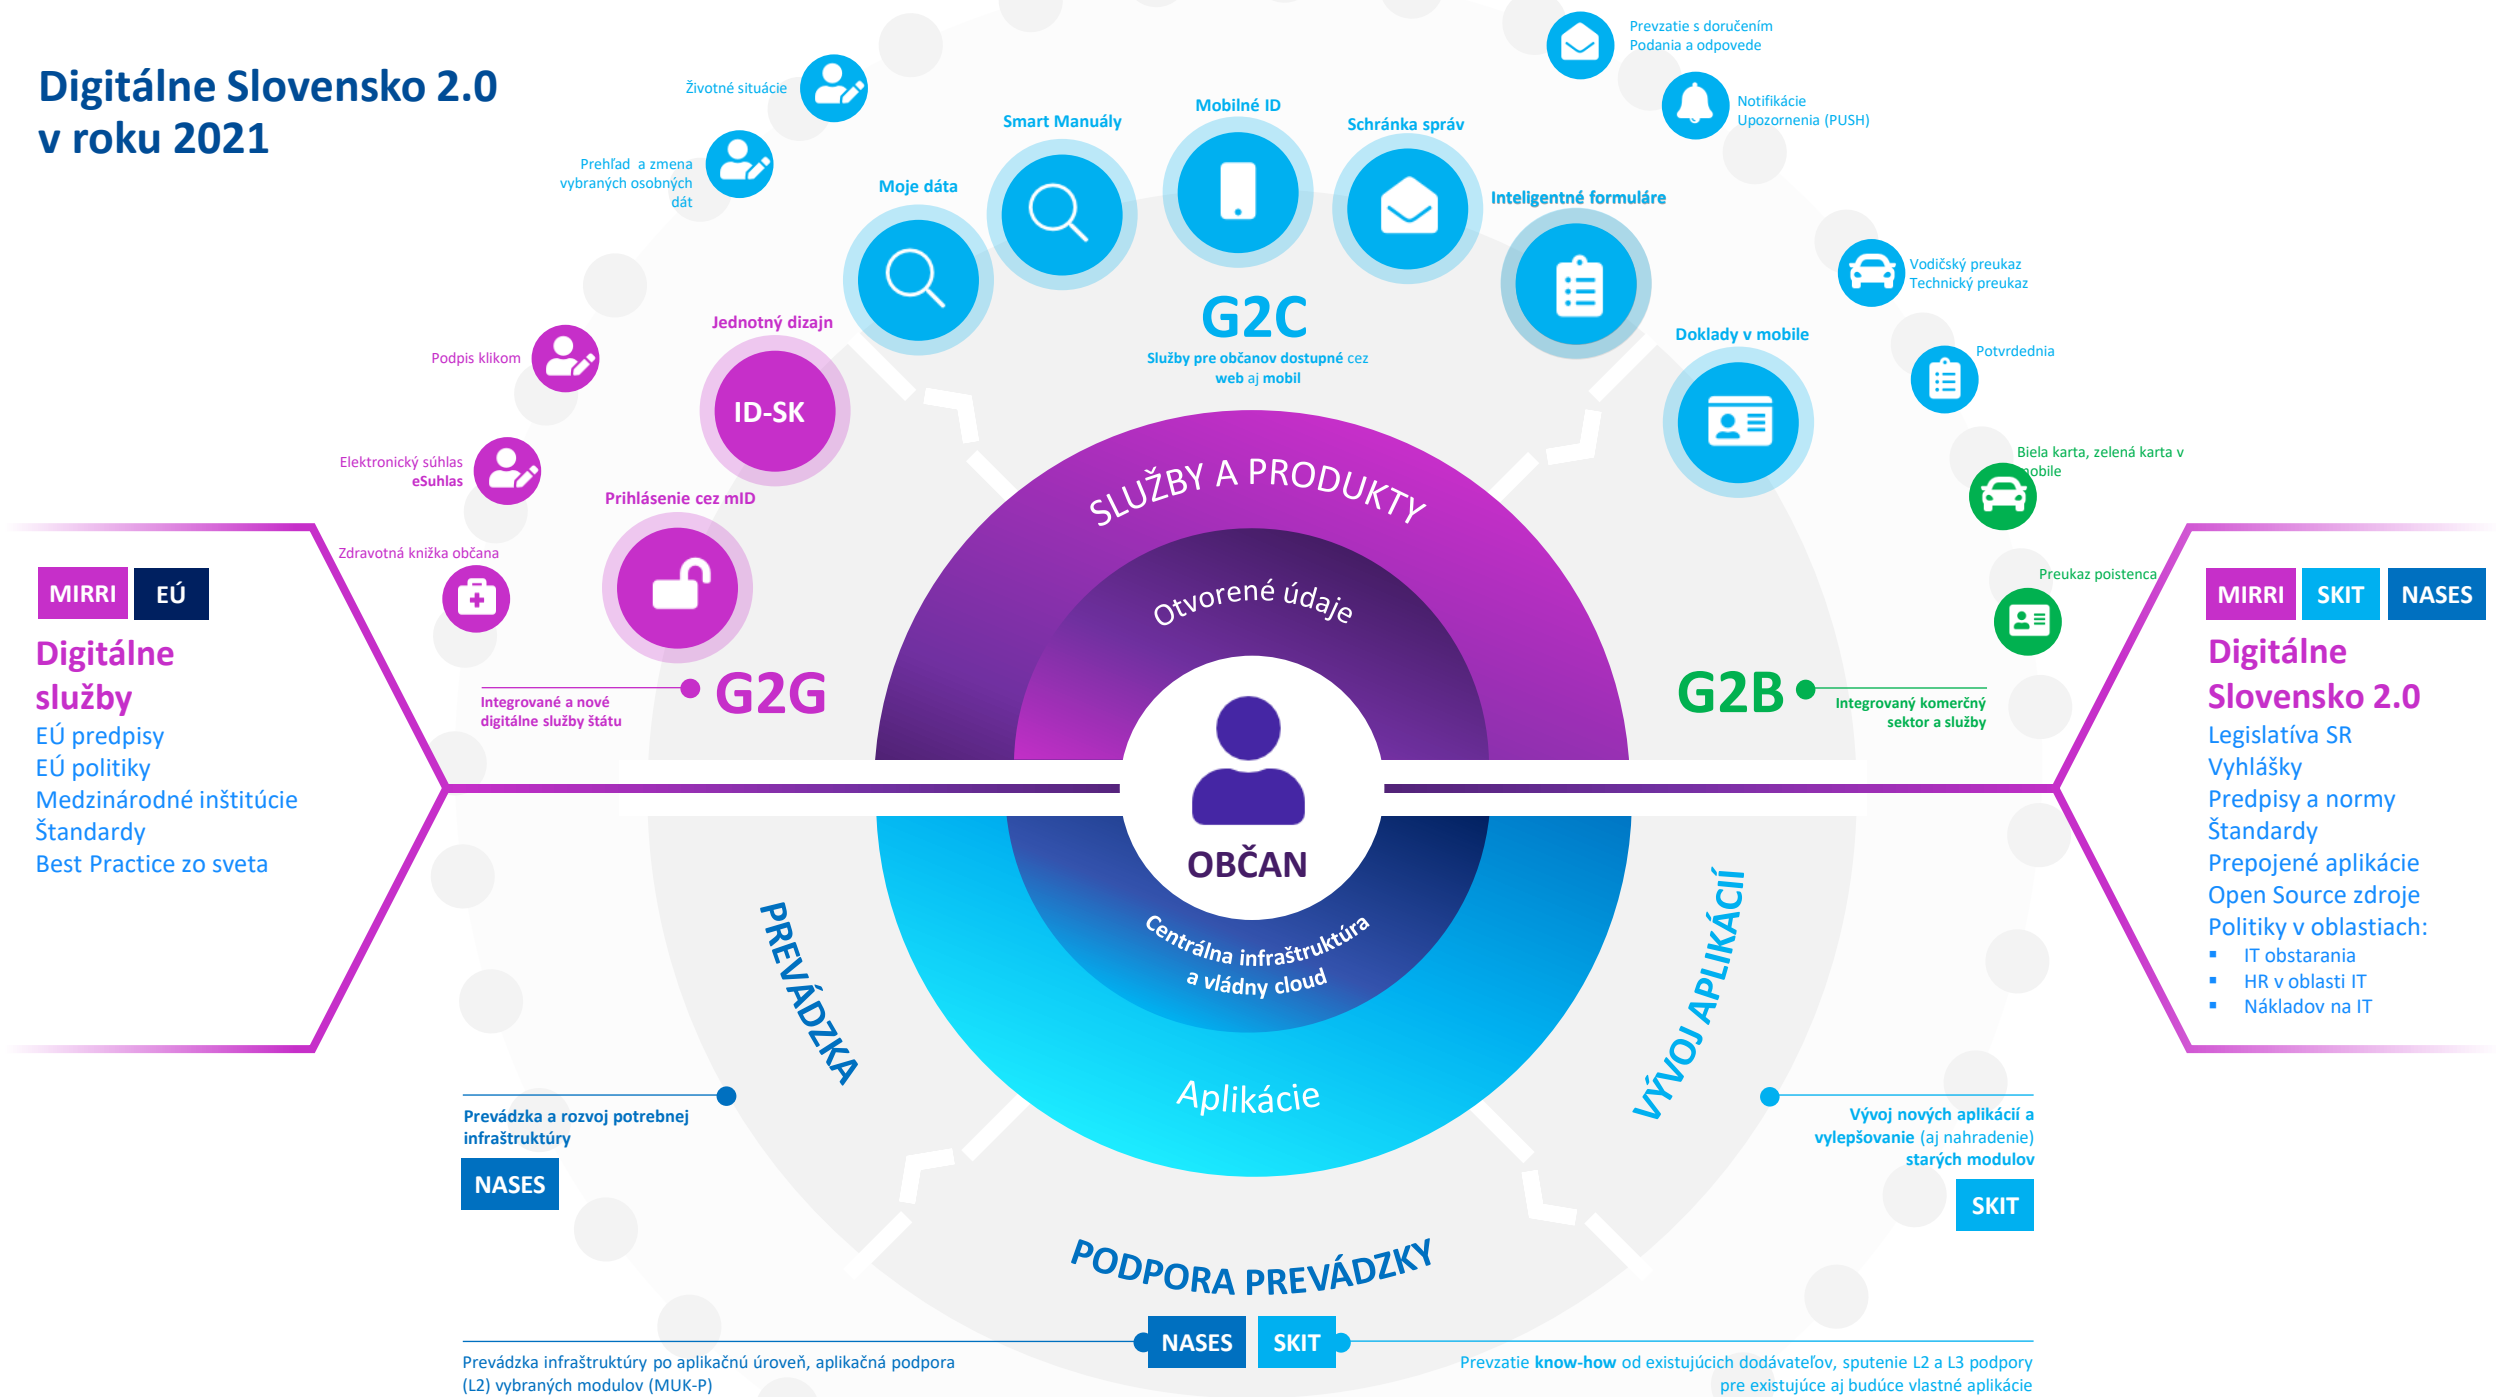 Digitálne Slovensko 2.0
v roku 2021
Životné situácie
Prehľad  a zmena
vybraných osobných
dát
Moje dáta
Smart Manuály
Mobilné ID
Schránka správ
Inteligentné formuláre
Doklady v mobile
Prevzatie s doručením
Podania a odpovede
Notifikácie
Upozornenia (PUSH)
Vodičský preukaz
Technický preukaz
Potvrdednia
Biela karta, zelená karta v
mobile
Preukaz poistenca
G2C
Služby pre občanov dostupné cez
web aj mobil
Podpis klikom
Jednotný dizajn
ID-SK
Elektronický súhlas
eSuhlas
Prihlásenie cez mID
Zdravotná knižka občana
G2G
Integrované a nové
digitálne služby štátu
G2B
Integrovaný komerčný
sektor a služby
SLUŽBY A PRODUKTY
Otvorené údaje
OBČAN
Centrálna infraštruktúra
a vládny cloud
Aplikácie
MIRRI
EÚ
Digitálne
služby
EÚ predpisy
EÚ politiky
Medzinárodné inštitúcie
Štandardy
Best Practice zo sveta
MIRRI
SKIT
NASES
Digitálne
Slovensko 2.0
Legislatíva SR
Vyhlášky
Predpisy a normy
Štandardy
Prepojené aplikácie
Open Source zdroje
Politiky v oblastiach:
▪ IT obstarania
▪ HR v oblasti IT
▪ Nákladov na IT
PREVÁDZKA
Prevádzka a rozvoj potrebnej
infraštruktúry
NASES
VÝVOJ APLIKÁCIÍ
Vývoj nových aplikácií a
vylepšovanie (aj nahradenie)
starých modulov
SKIT
PODPORA PREVÁDZKY
NASES
SKIT
Prevádzka infraštruktúry po aplikačnú úroveň, aplikačná podpora
(L2) vybraných modulov (MUK-P)
Prevzatie know-how od existujúcich dodávateľov, sputenie L2 a L3 podpory
pre existujúce aj budúce vlastné aplikácie